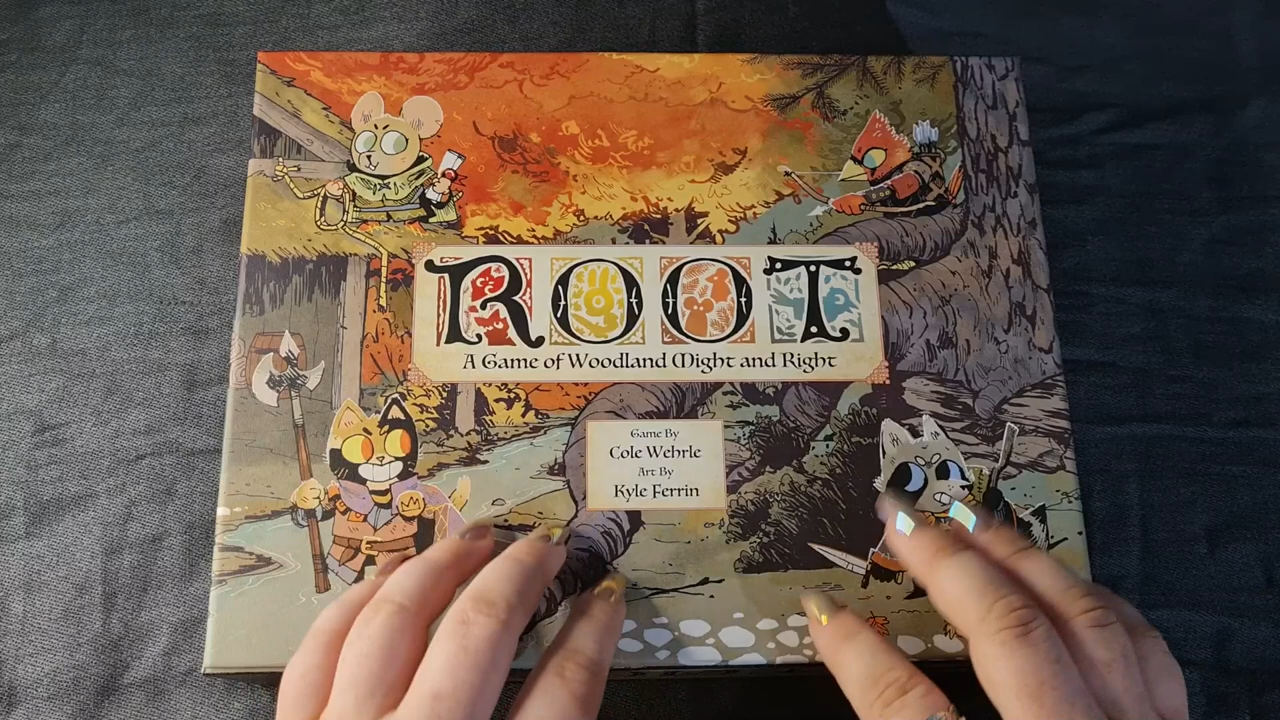 ROOT
A Game of Woodland Might and Right
Game By
Cole Wehrle
Art By
Kyle Ferrin